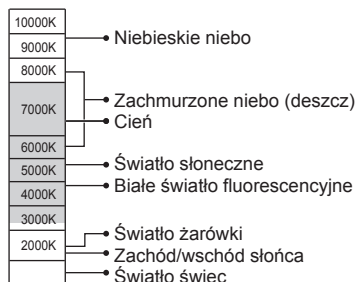 10000K
9000K
8000K
7000K
6000K
5000K
4000K
3000K
2000K
Niebieskie niebo
Zachmurzone niebo (deszcz)
Cień
Światło słoneczne
Białe światło fluorescencyjne
Światło żarówki
Zachód/wschód słońca
Światło świec